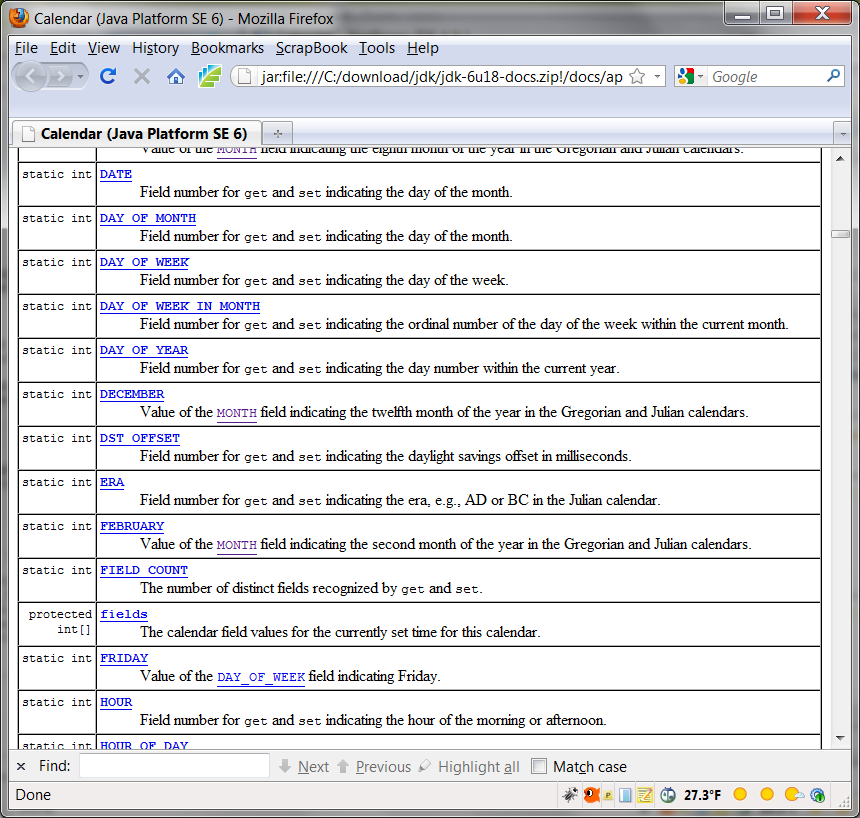 Calendar (Java Platform SE 6) - Mozilla Firefox
File Edit View History Bookmarks ScrapBook Tools Help
jar:file:///C:/download/jdk/jdk-6u18-docs.zip!/docs/ap
Google
Calendar (Java Platform SE 6)
Value of the MONTH field indicating the eighth month of the year in the Gregorian and Julian calendars.
static int DATE
Field number for get and set indicating the day of the month.
static int DAY_OF_MONTH
Field number for get and set indicating the day of the month.
static int DAY_OF_WEEK
Field number for get and set indicating the day of the week.
static int DAY_OF_WEEK_IN_MONTH
Field number for get and set indicating the ordinal number of the day of the week within the current month.
static int DAY_OF_YEAR
Field number for get and set indicating the day number within the current year.
static int DECEMBER
Value of the MONTH field indicating the twelfth month of the year in the Gregorian and Julian calendars.
static int DST_OFFSET
Field number for get and set indicating the daylight savings offset in milliseconds.
static int ERA
Field number for get and set indicating the era, e.g., AD or BC in the Julian calendar.
static int FEBRUARY
Value of the MONTH field indicating the second month of the year in the Gregorian and Julian calendars.
static int FIELD_COUNT
The number of distinct fields recognized by get and set.
protected fields
int[]
The calendar field values for the currently set time for this calendar.
static int FRIDAY
Value of the DAY_OF_WEEK field indicating Friday.
static int HOUR
Field number for get and set indicating the hour of the morning or afternoon.
static int HOUR_OF_DAY
Find: Next Previous Highlight all Match case
Done P 27.3°F